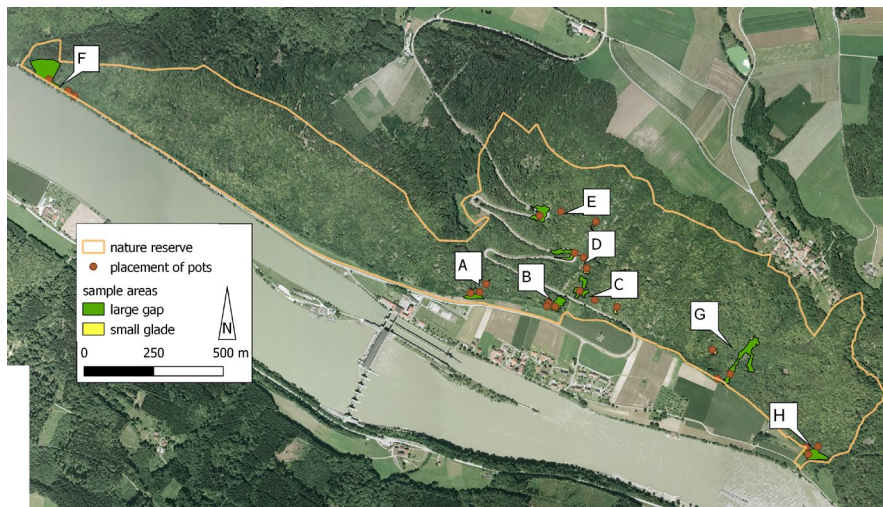 F
E
D
A
B
C
G
H
nature reserve
placement of pots
sample areas
large gap
small glade
N
0 250 500 m